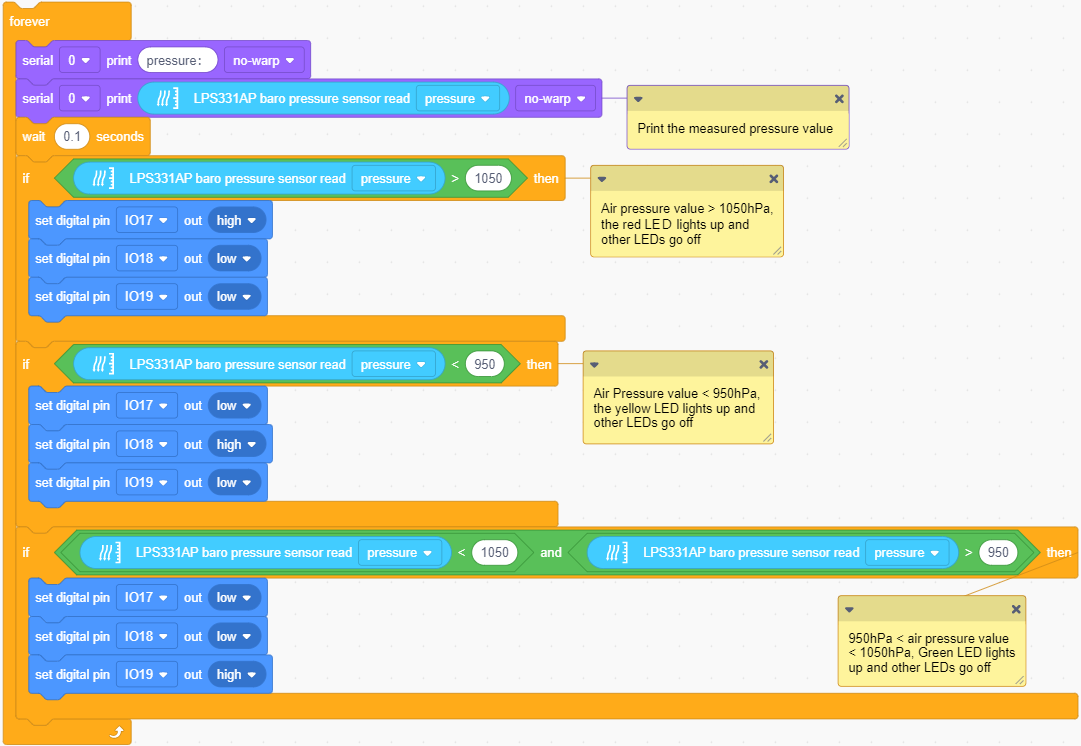 forever
serial 0 print pressure: no-warp
serial 0 print LPS331AP baro pressure sensor read pressure no-warp
Print the measured pressure value
wait 0.1 seconds
if LPS331AP baro pressure sensor read pressure > 1050 then
Air pressure value > 1050hPa,
the red LED lights up and
other LEDs go off
set digital pin IO17 out high
set digital pin IO18 out low
set digital pin IO19 out low
if LPS331AP baro pressure sensor read pressure < 950 then
Air Pressure value < 950hPa,
the yellow LED lights up and
other LEDs go off
set digital pin IO17 out low
set digital pin IO18 out high
set digital pin IO19 out low
if LPS331AP baro pressure sensor read pressure < 1050 and LPS331AP baro pressure sensor read pressure > 950 then
set digital pin IO17 out low
set digital pin IO18 out low
set digital pin IO19 out high
950hPa < air pressure value
< 1050hPa, Green LED lights
up and other LEDs go off